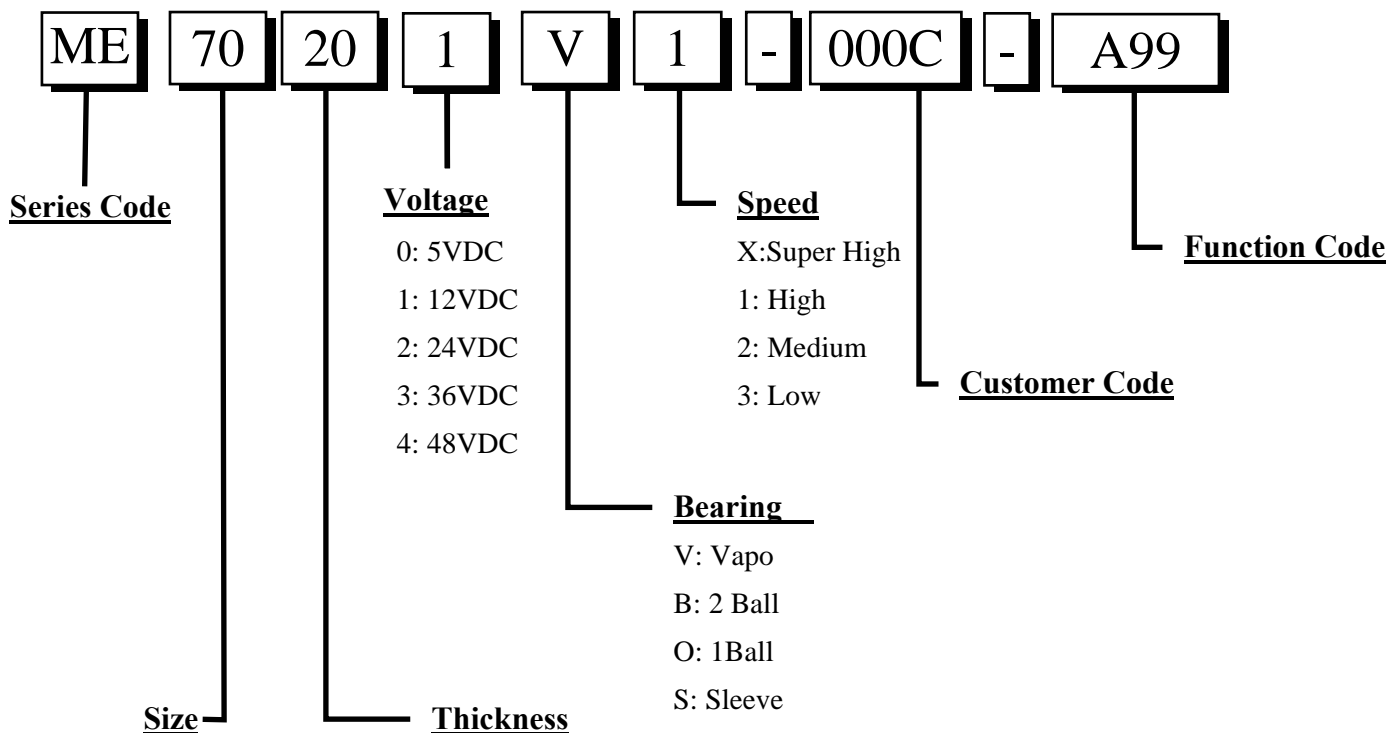 ME 70 20 1 V 1 - 000C - A99
Series Code
Voltage
0: 5VDC
1: 12VDC
2: 24VDC
3: 36VDC
4: 48VDC
Speed
X:Super High
1: High
2: Medium
3: Low
Function Code
Customer Code
Bearing
V: Vapo
B: 2 Ball
O: 1Ball
S: Sleeve
Size
Thickness